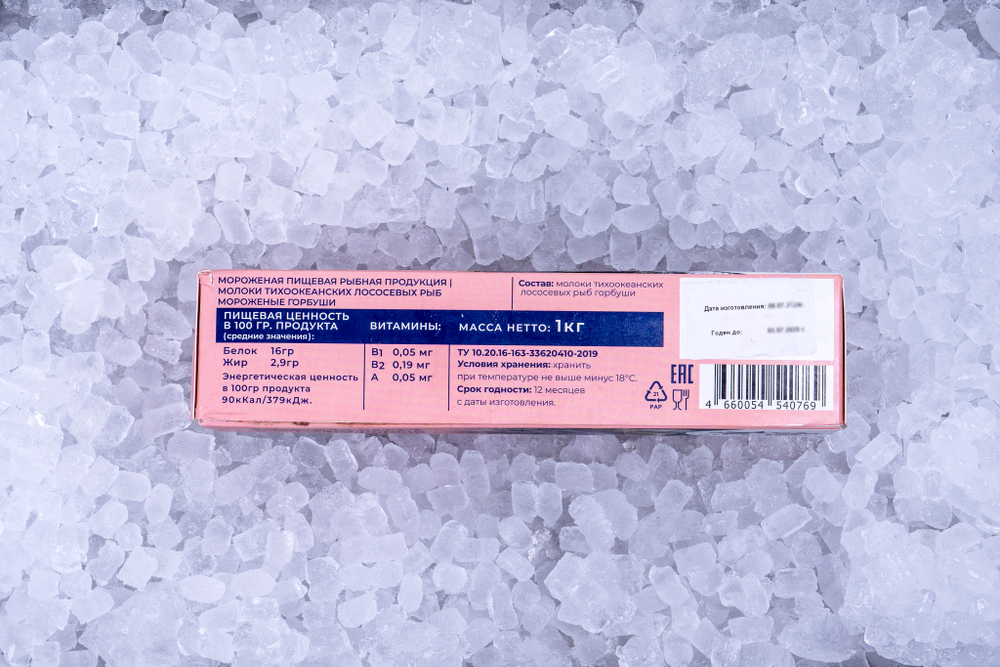 МОРОЖЕНАЯ ПИЩЕВАЯ РЫБНАЯ ПРОДУКЦИЯ |
МОЛОКИ ТИХООКЕАНСКИХ ЛОСОСЕВЫХ РЫБ
МОРОЖЕНЫЕ ГОРБУШИ
Состав: молоки тихоокеанских
лососевых рыб горбуши
ПИЩЕВАЯ ЦЕННОСТЬ
В 100 ГР. ПРОДУКТА
(средние значения):
ВИТАМИНЫ:
МАССА НЕТТО: 1КГ
Белок 16гр
Жир 2,9гр
Энергетическая ценность
в 100гр продукта
90кКал/379кДж.
B1 0,05 мг
B2 0,19 мг
A 0,05 мг
ТУ 10.20.16-163-33620410-2019
Условия хранения: хранить
при температуре не выше минус 18°С.
Срок годности: 12 месяцев
с даты изготовления.
Дата изготовления:
Годен до:
21
PAP
EAC
4 660054 540769